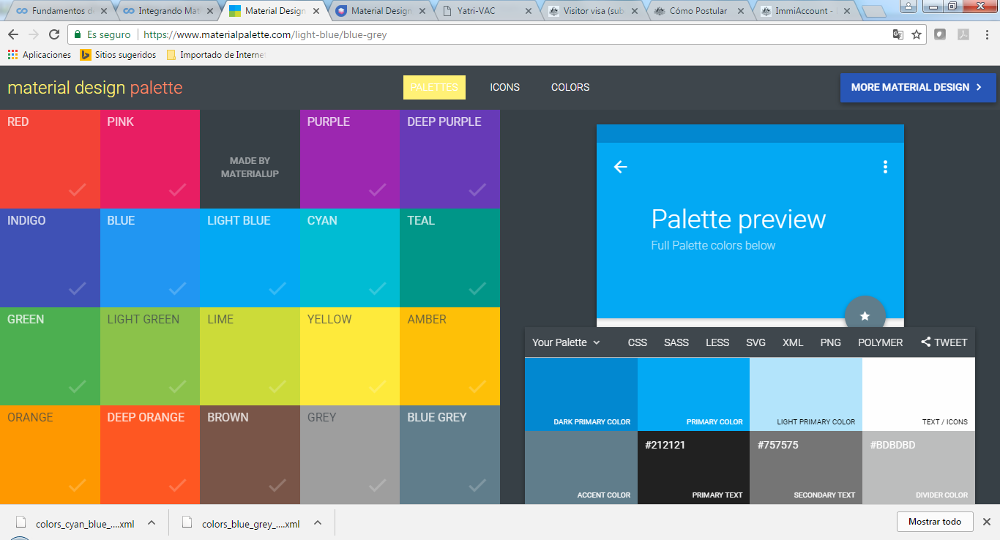 Fundamentos de
Integrando Mat
Material Design
Material Design
Yatri-VAC
Visitor visa (sub
Cómo Postular
ImmiAccount -
Es seguro
https://www.materialpalette.com/light-blue/blue-grey
Aplicaciones
Sitios sugeridos
Importado de Interne
material design palette
PALETTES
ICONS
COLORS
MORE MATERIAL DESIGN
RED
PINK
MADE BY
MATERIALUP
PURPLE
DEEP PURPLE
INDIGO
BLUE
LIGHT BLUE
CYAN
TEAL
GREEN
LIGHT GREEN
LIME
YELLOW
AMBER
ORANGE
DEEP ORANGE
BROWN
GREY
BLUE GREY
Palette preview
Full Palette colors below
Your Palette
CSS
SASS
LESS
SVG
XML
PNG
POLYMER
TWEET
DARK PRIMARY COLOR
PRIMARY COLOR
LIGHT PRIMARY COLOR
TEXT / ICONS
#212121
#757575
#BDBDBD
ACCENT COLOR
PRIMARY TEXT
SECONDARY TEXT
DIVIDER COLOR
colors_cyan_blue_....xml
colors_blue_grey_....xml
Mostrar todo